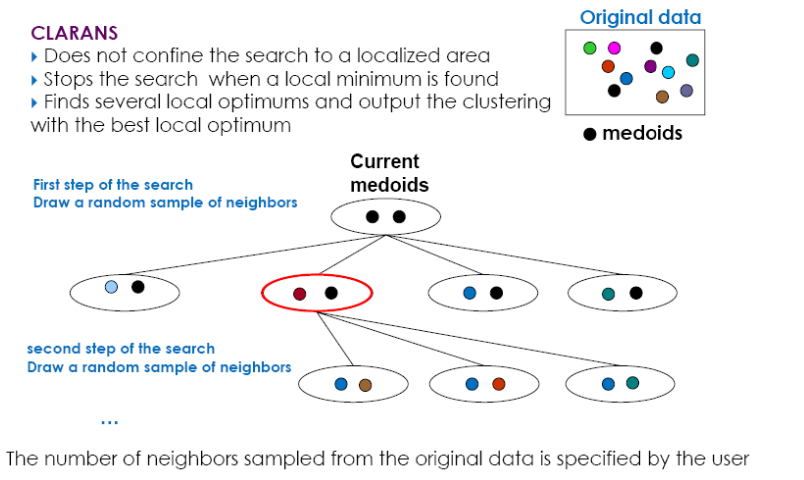 Original data
CLARANS
Does not confine the search to a localized area
Stops the search when a local minimum is found
Finds several local optimums and output the clustering
with the best local optimum
medoids
Current
medoids
First step of the search
Draw a random sample of neighbors
second step of the search
Draw a random sample of neighbors
...
The number of neighbors sampled from the original data is specified by the user